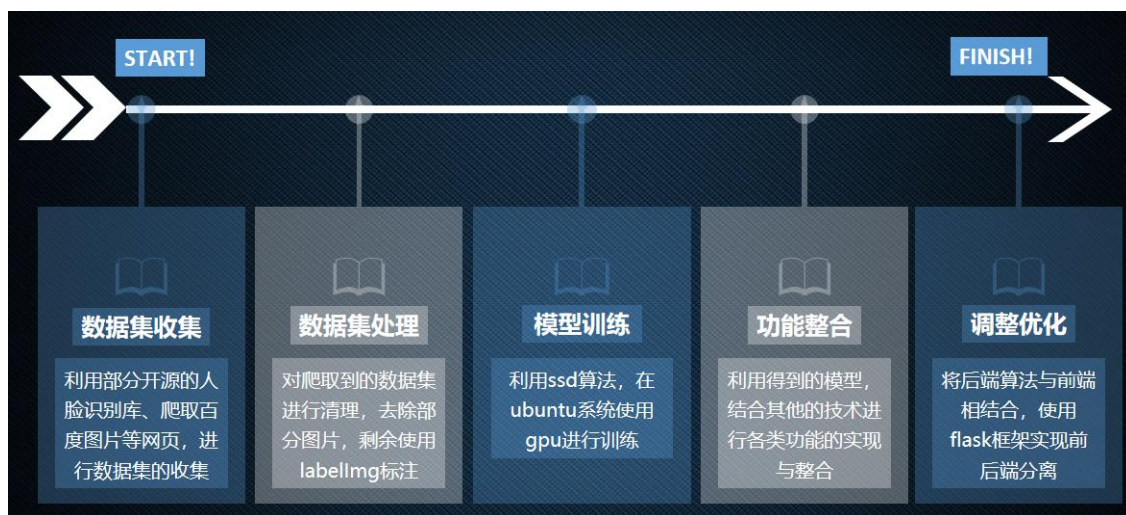 START!
FINISH!
数据集收集
利用部分开源的人
脸识别库、爬取百
度图片等网页，进
行数据集的收集
数据集处理
对爬取到的数据集
进行清理，去除部
分图片，剩余使用
labelImg标注
模型训练
利用ssd算法，在
ubuntu系统使用
gpu进行训练
功能整合
利用得到的模型，
结合其他的技术进
行各类功能的实现
与整合
调整优化
将后端算法与前端
相结合，使用
flask框架实现前
后端分离